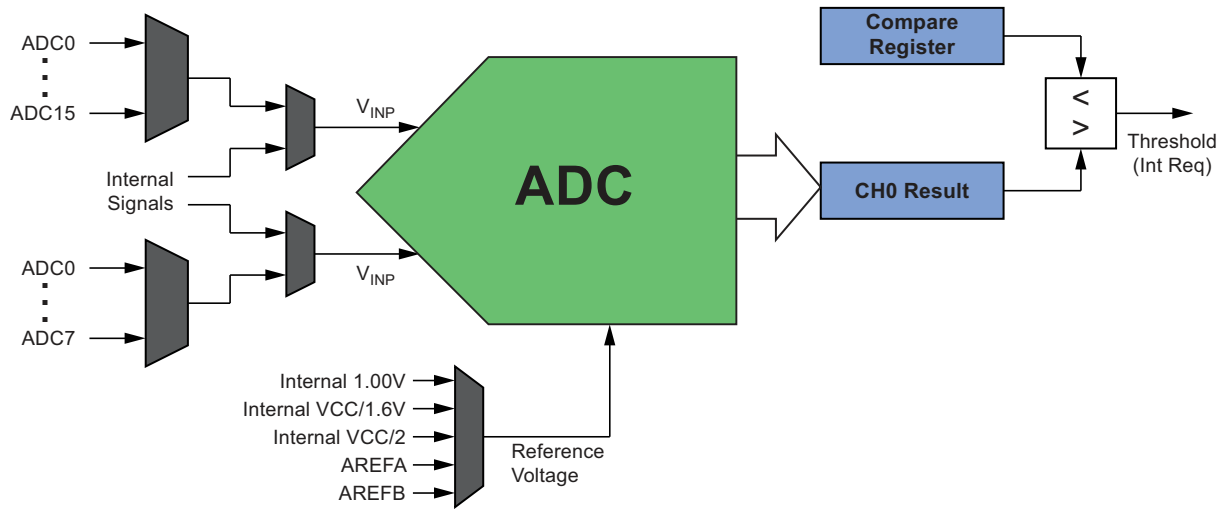 ADC0
ADC15
Internal
Signals
ADC0
ADC7
VINP
VINP
ADC
Internal 1.00V
Internal VCC/1.6V
Internal VCC/2
AREFA
AREFB
Reference
Voltage
Compare
Register
CH0 Result
<
>
Threshold
(Int Req)